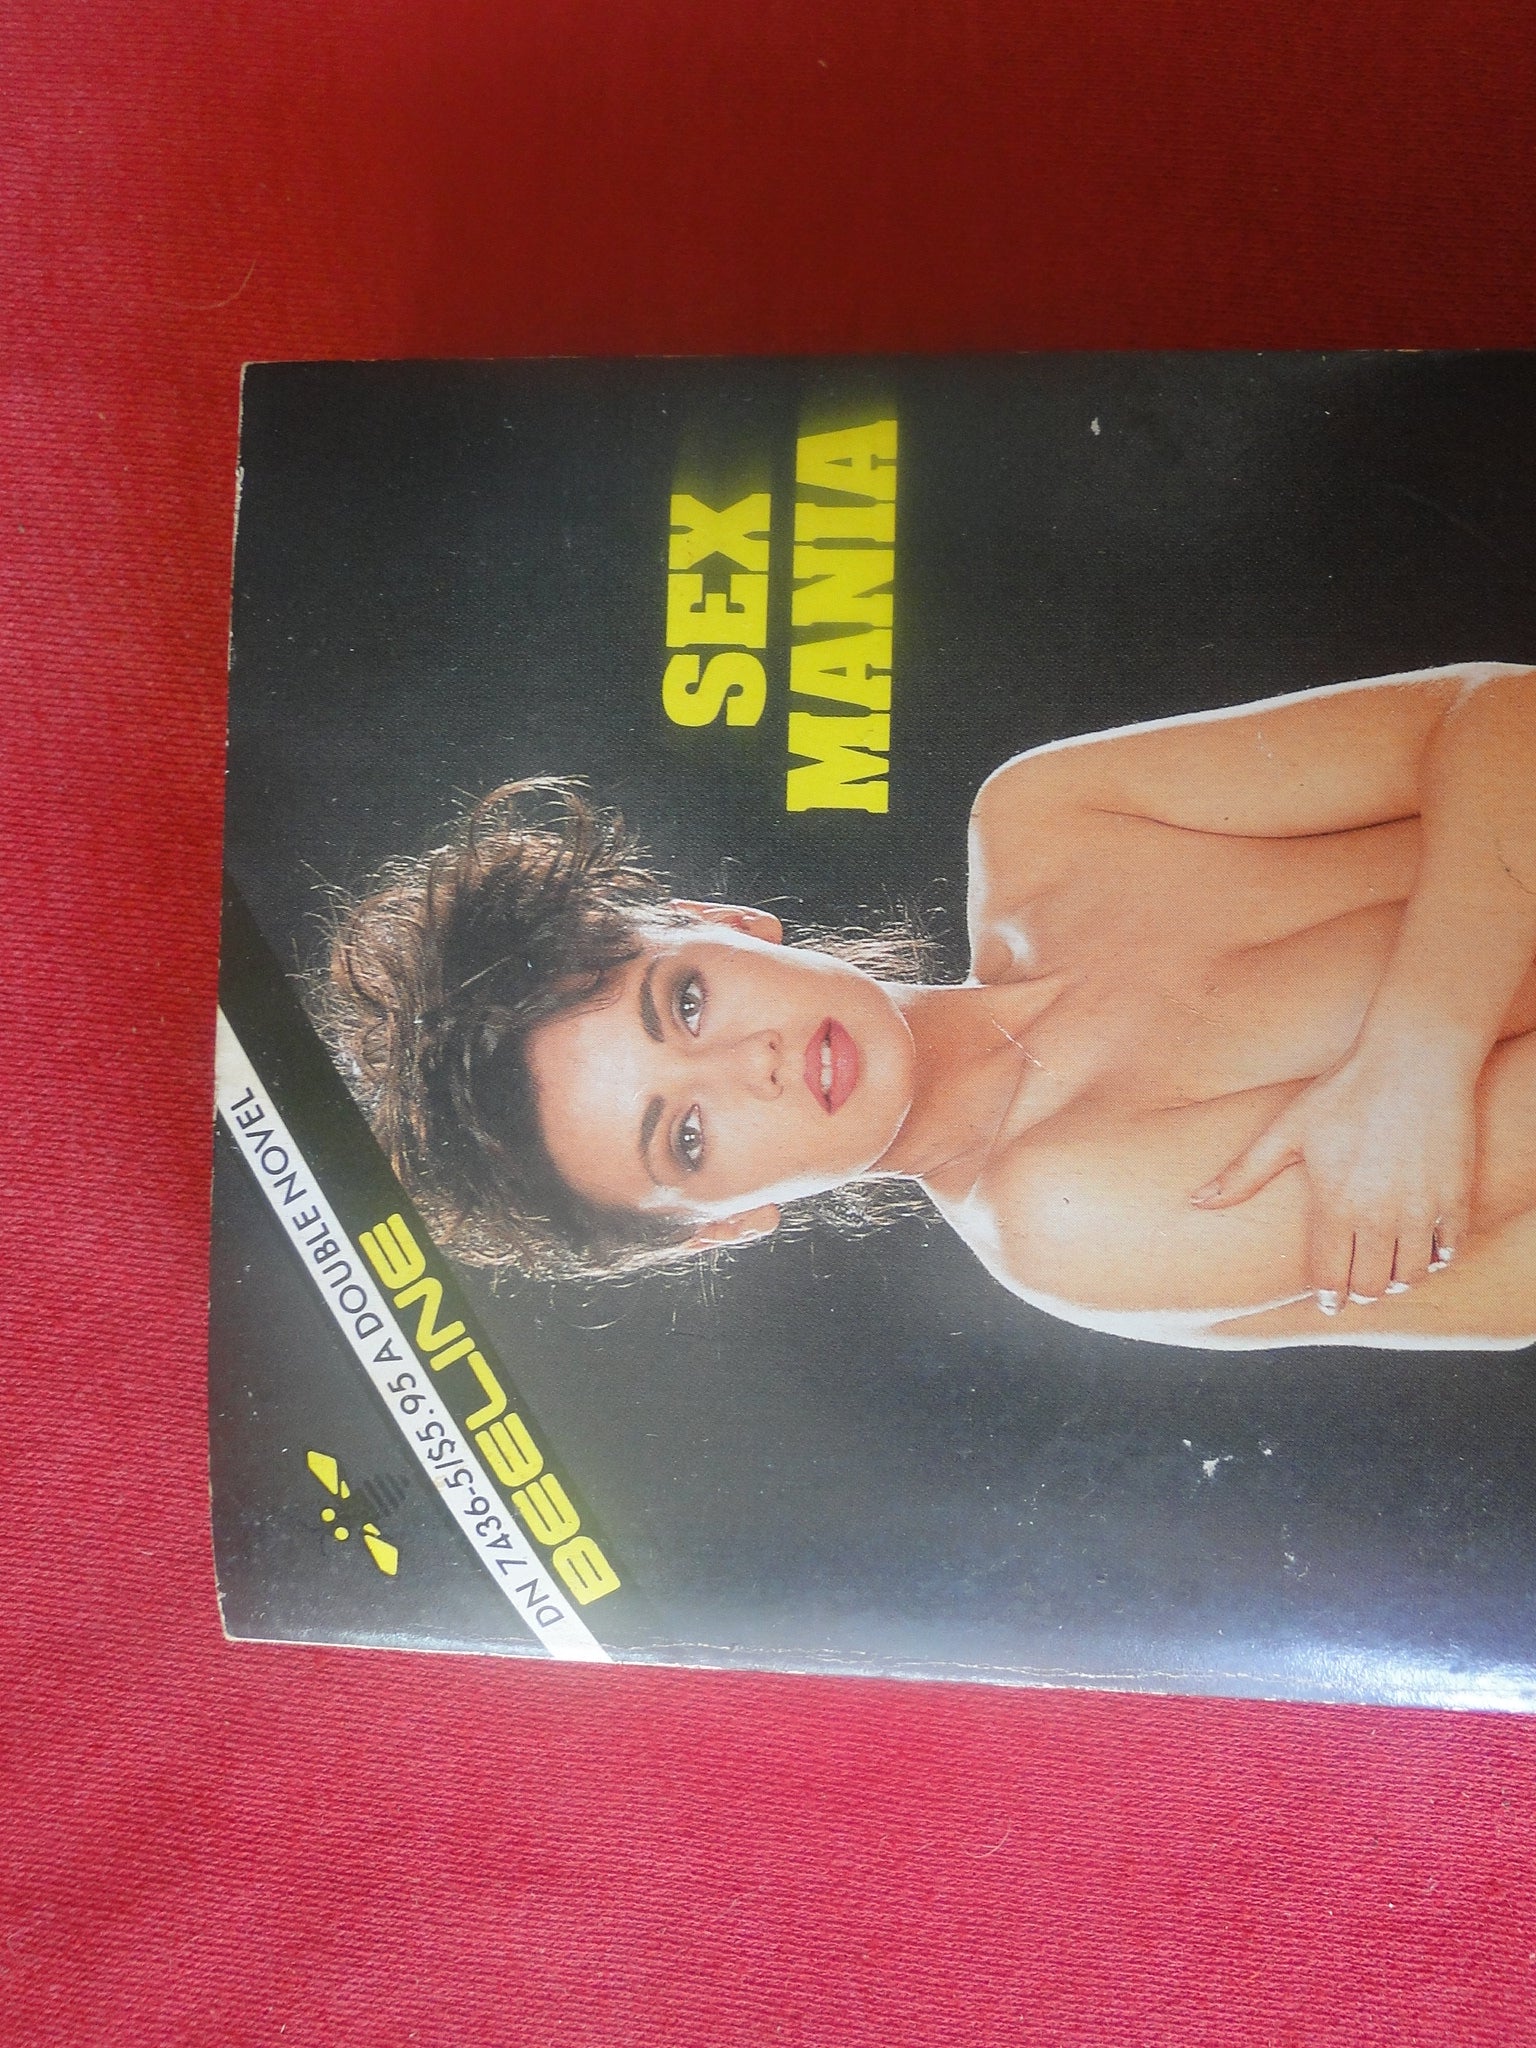 DN 7436-5/$5.95 A DOUBLE NOVEL
BEELINE
SEX
MANIA